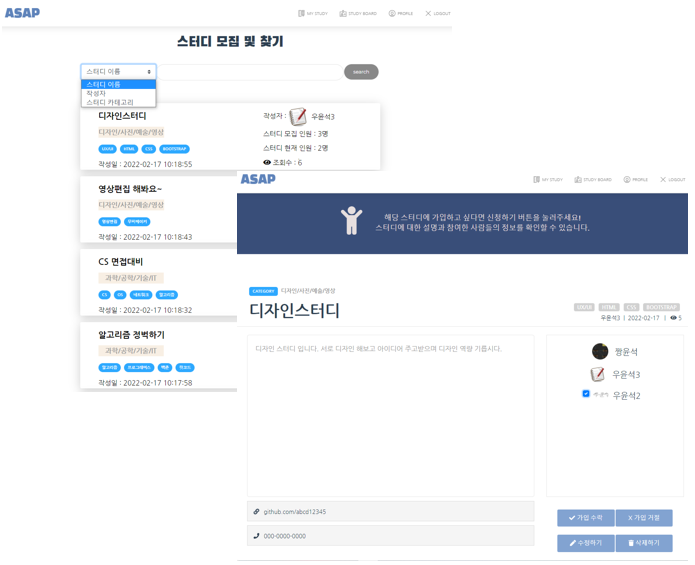 ASAP
MY STUDY
STUDY BOARD
PROFILE
LOGOUT
스터디 모집 및 찾기
스터디 이름
search
스터디 이름
작성자
스터디 카테고리
디자인스터디
디자인/사진/예술/영상
UX/UI HTML CSS BOOTSTRAP
작성일 : 2022-02-17 10:18:55
작성자 : 우윤석3
스터디 모집 인원 : 3명
스터디 현재 인원 : 2명
조회수 : 6
영상편집 해봐요~
디자인/사진/예술/영상
영상편집 무비메이커
작성일 : 2022-02-17 10:18:43
CS 면접대비
과학/공학/기술/IT
CS OS 네트워크 알고리즘
작성일 : 2022-02-17 10:18:32
알고리즘 정벅하기
과학/공학/기술/IT
알고리즘 프로그래머스 백준
작성일 : 2022-02-17 10:17:58
ASAP
MY STUDY
STUDY BOARD
PROFILE
LOGOUT
해당 스터디에 가입하고 싶다면 신청하기 버튼을 눌러주세요!
스터디에 대한 설명과 참여한 사람들의 정보를 확인할 수 있습니다.
CATEGORY 디자인/사진/예술/영상
디자인스터디
UX/UI HTML CSS BOOTSTRAP
우윤석3 | 2022-02-17 | 5
디자인 스터디 입니다. 서로 디자인 해보고 아이디어 주고받으며 디자인 역량 기릅시다.
짱윤석
우윤석3
우윤석2
github.com/abcd12345
000-0000-0000
가입 수락
X 가입 거절
수정하기
삭제하기